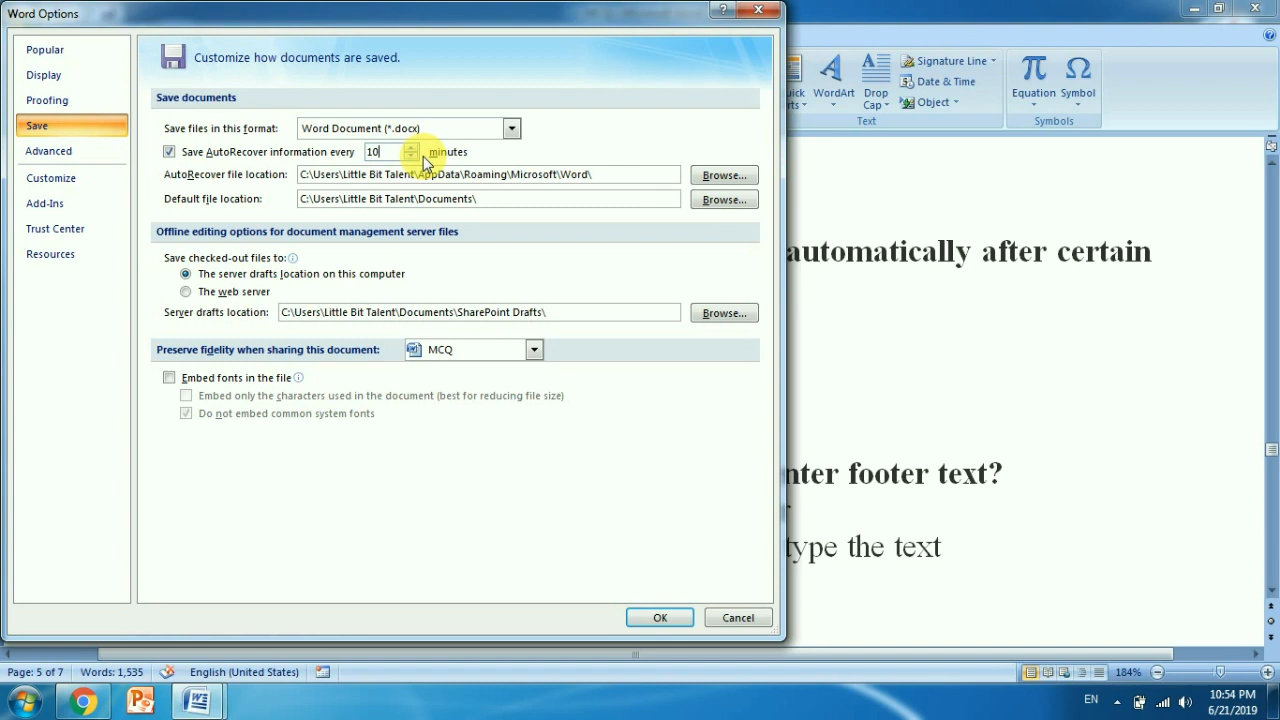 Word Options
Popular
Display
Proofing
Save
Advanced
Customize
Add-Ins
Trust Center
Resources
Customize how documents are saved.
Save documents
Save files in this format: Word Document (*.docx)
Save AutoRecover information every 10 minutes
AutoRecover file location: C:\Users\Little Bit Talent\AppData\Roaming\Microsoft\Word\ Browse...
Default file location: C:\Users\Little Bit Talent\Documents\ Browse...
Offline editing options for document management server files
Save checked-out files to:
The server drafts location on this computer
The web server
Server drafts location: C:\Users\Little Bit Talent\Documents\SharePoint Drafts\ Browse...
Preserve fidelity when sharing this document: MCQ
Embed fonts in the file
Embed only the characters used in the document (best for reducing file size)
Do not embed common system fonts
OK Cancel
WordArt
Drop
Cap
Signature Line
Date & Time
Object
Text
Equation
Symbol
Symbols
automatically after certain
footer text?
type the text
Page: 5 of 7 Words: 1,535 English (United States) 184%
EN
10:54 PM
6/21/2019